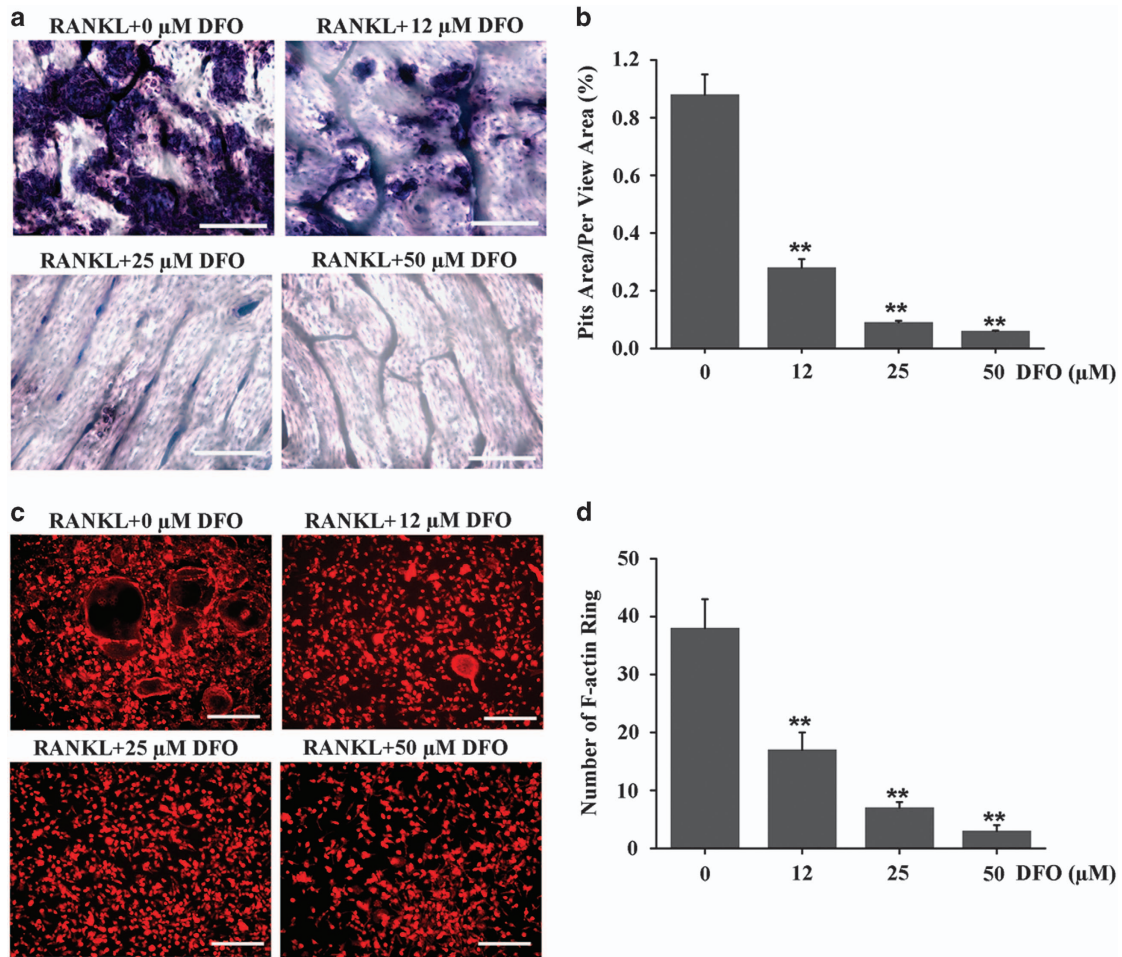 a
RANKL+0 µM DFO
RANKL+12 µM DFO
RANKL+25 µM DFO
RANKL+50 µM DFO
b
Pits Area/Per View Area (%)
1.2
0.8
0.6
0.4
0.2
0.0
**
**
**
0 12 25 50 DFO (µM)
c
RANKL+0 µM DFO
RANKL+12 µM DFO
RANKL+25 µM DFO
RANKL+50 µM DFO
d
Number of F-actin Ring
50
40
30
20
10
0
**
**
**
0 12 25 50 DFO (µM)